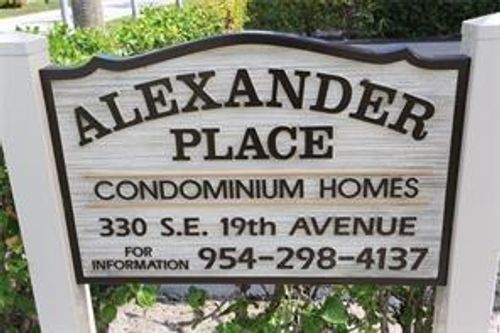 ALEXANDER
PLACE
CONDOMINIUM HOMES
330 S.E. 19th AVENUE
FOR
INFORMATION 954-298-4137